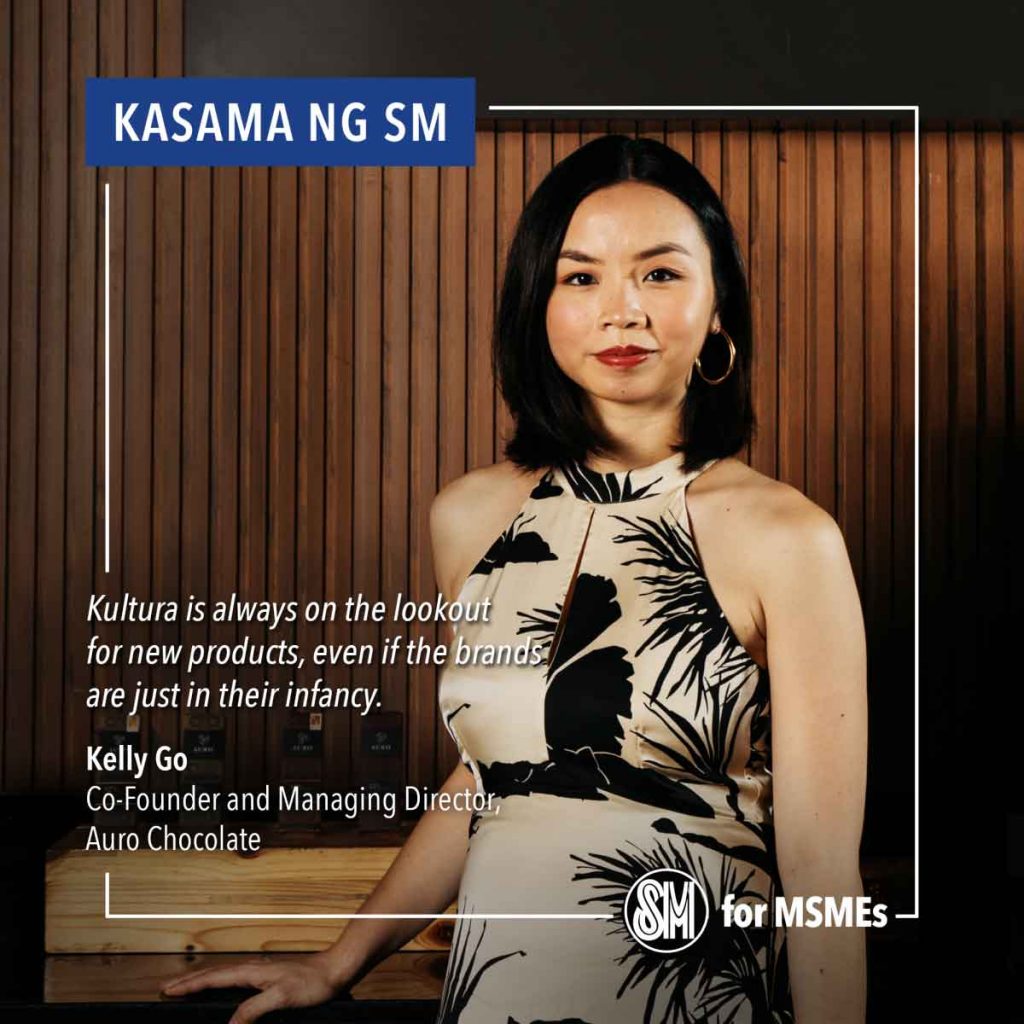 KASAMA NG SM
Kultura is always on the lookout
for new products, even if the brands
are just in their infancy.
Kelly Go
Co-Founder and Managing Director,
Auro Chocolate
SM for MSMEs